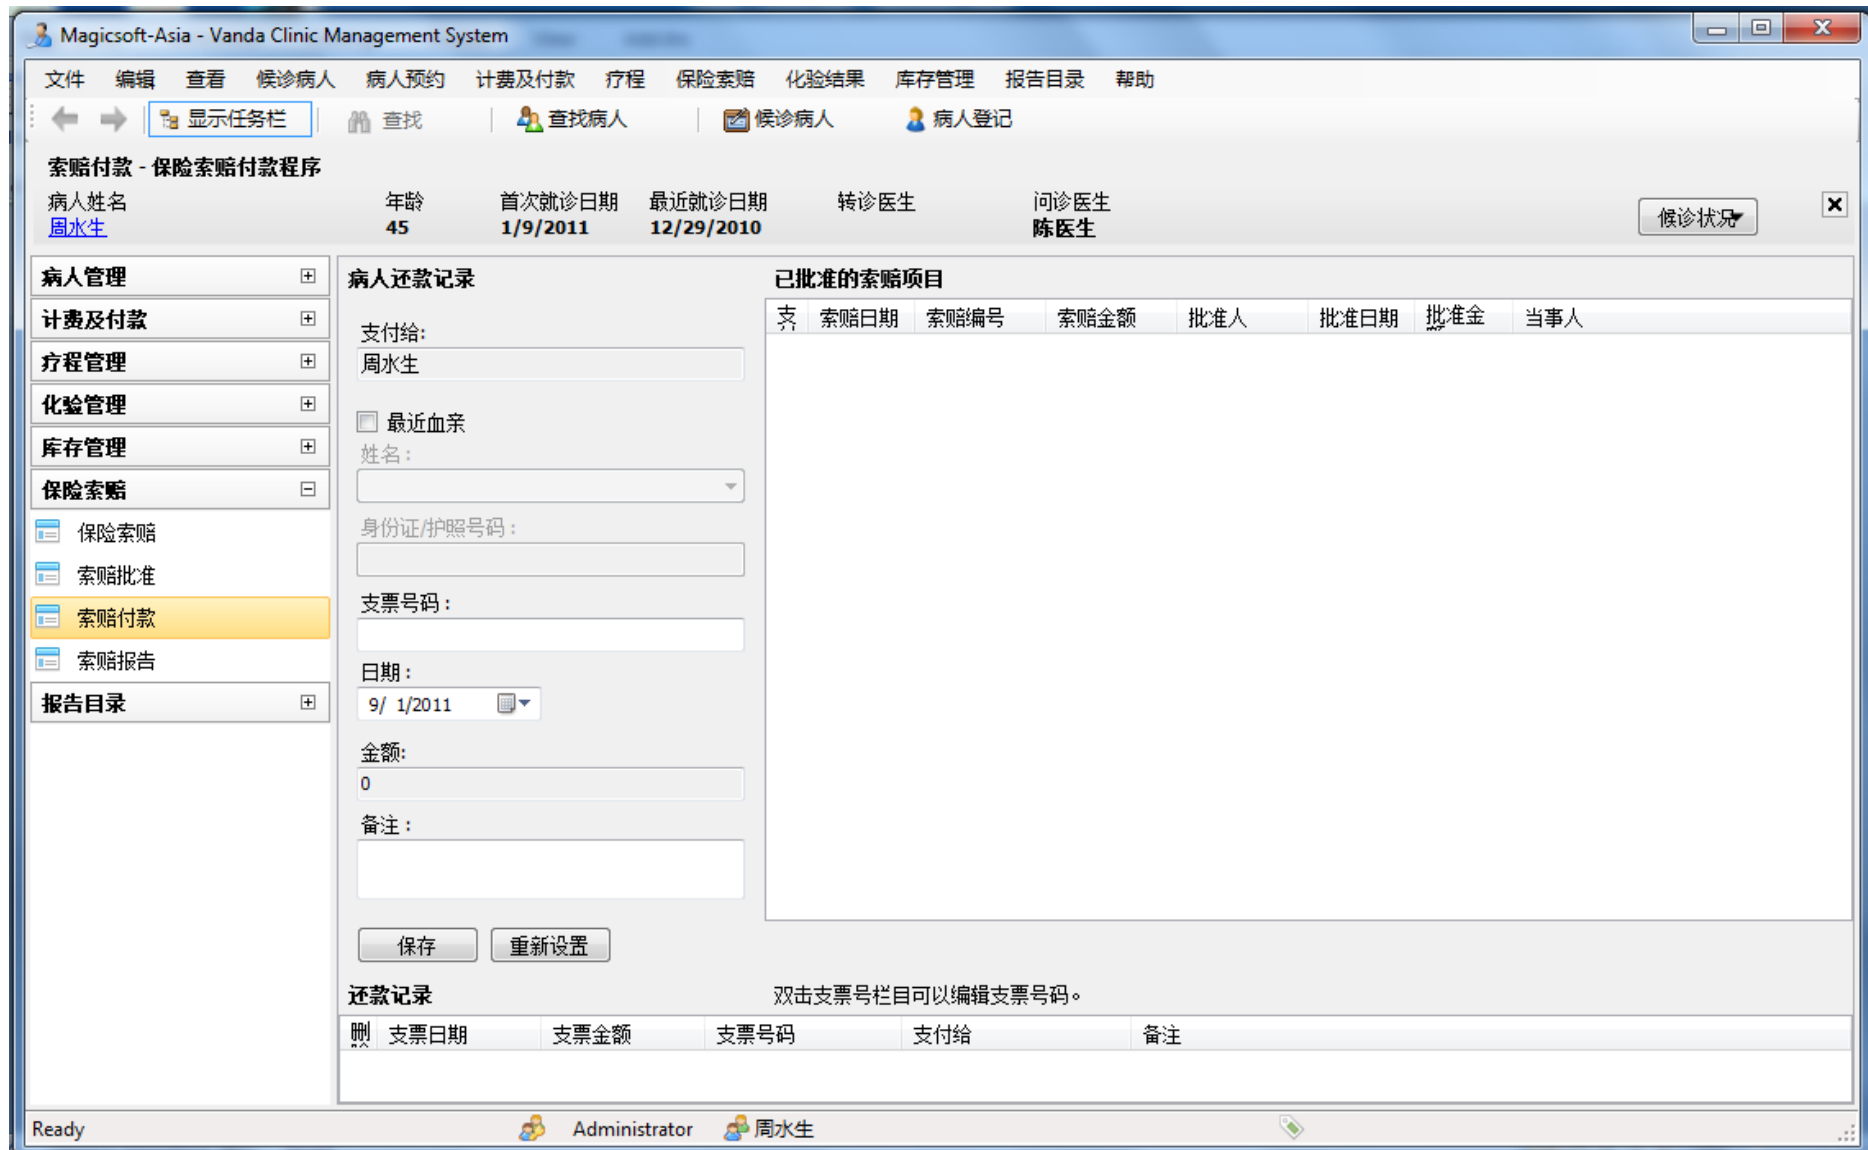 Magicsoft-Asia - Vanda Clinic Management System
文件 编辑 查看 候诊病人 病人预约 计费及付款 疗程 保险索赔 化验结果 库存管理 报告目录 帮助
显示任务栏 查找 查找病人 候诊病人 病人登记
索赔付款 - 保险索赔付款程序
病人姓名 年龄 首次就诊日期 最近就诊日期 转诊医生 问诊医生
周水生 45 1/9/2011 12/29/2010 陈医生
候诊状况
病人管理
计费及付款
疗程管理
化验管理
库存管理
保险索赔
保险索赔
索赔批准
索赔付款
索赔报告
报告目录
病人还款记录
支付给:
周水生
最近血亲
姓名:
身份证/护照号码:
支票号码:
日期:
9/ 1/2011
金额:
0
备注:
保存 重新设置
已批准的索赔项目
支 索赔日期 索赔编号 索赔金额 批准人 批准日期 批准金 当事人
还款记录 双击支票号栏目可以编辑支票号码。
删 支票日期 支票金额 支票号码 支付给 备注
Ready Administrator 周水生